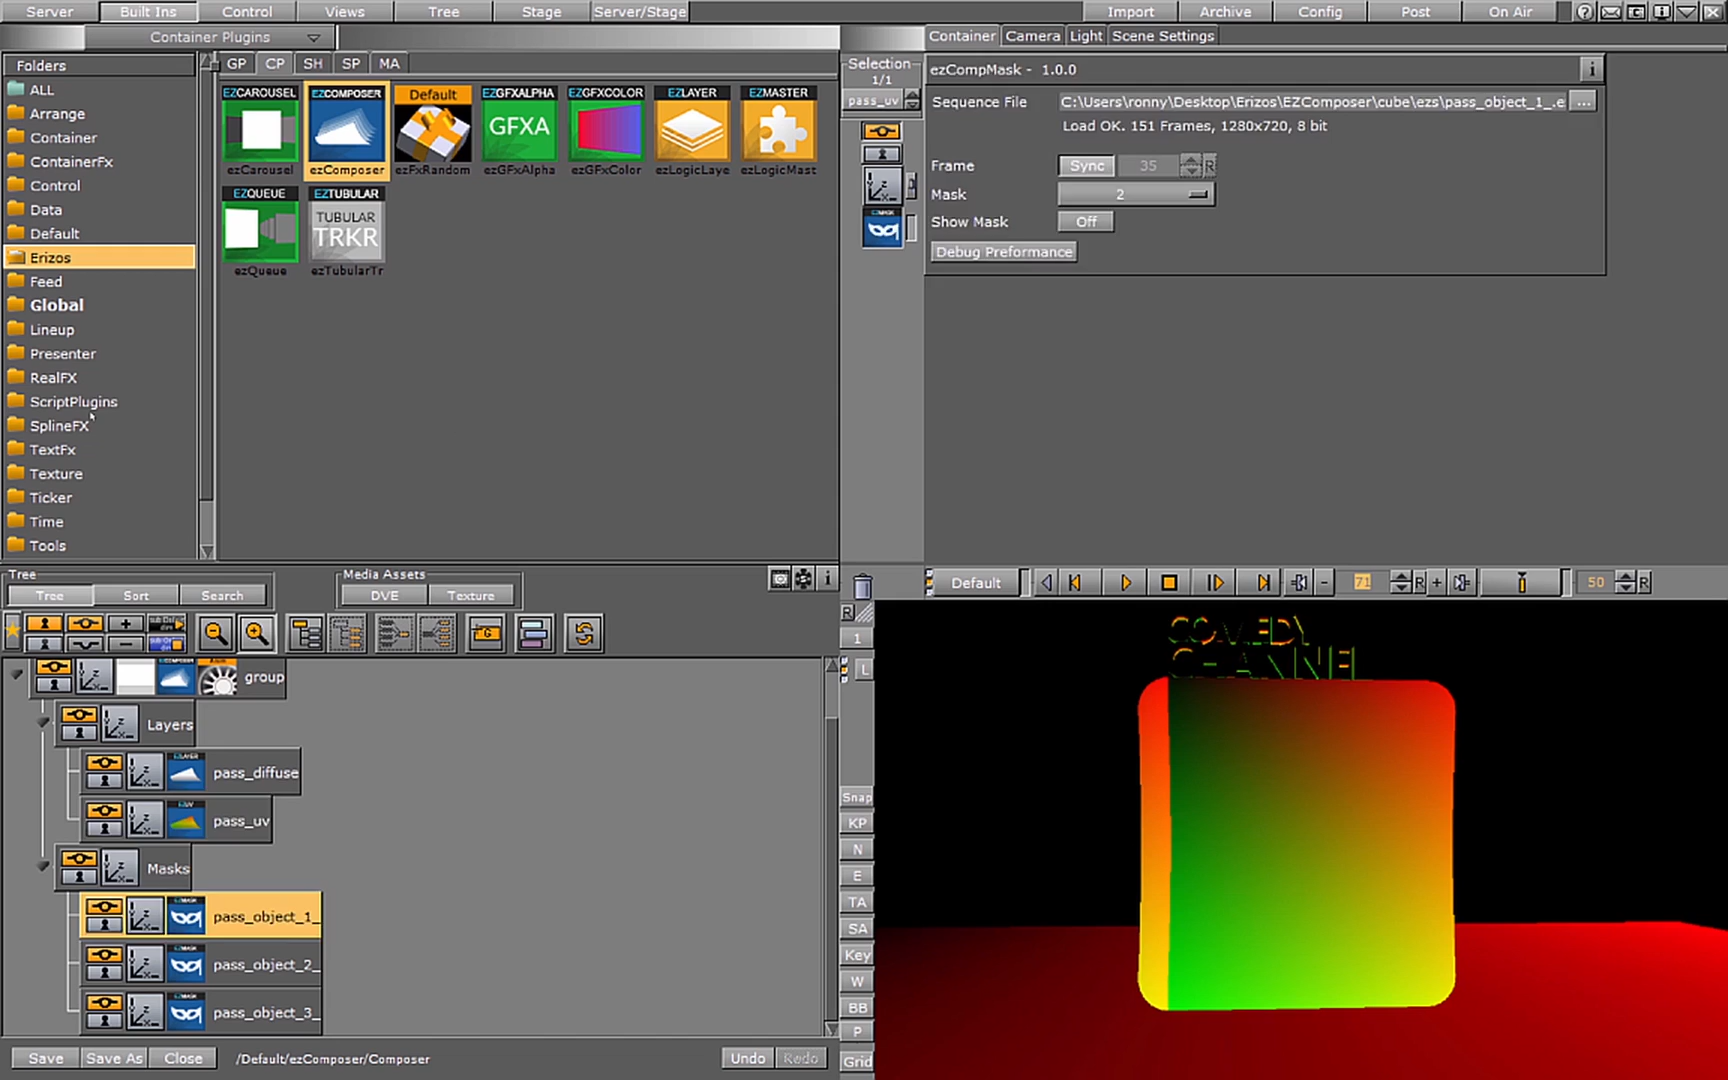 Server Built Ins Control Views Tree Stage Server/Stage Import Archive Config Post On Air
Container Plugins
Container Camera Light Scene Settings
Folders
ALL
Arrange
Container
ContainerFx
Control
Data
Default
Erizos
Feed
Global
Lineup
Presenter
RealFX
ScriptPlugins
SplineFX
TextFx
Texture
Ticker
Time
Tools
GP CP SH SP MA
EZCAROUSEL EZCOMPOSER Default EZGFXALPHA EZGFXCOLOR EZLAYER EZMASTER
GFXA
ezCarousel ezComposer ezFxRandom ezGFxAlpha ezGFxColor ezLogicLaye ezLogicMast
EZQUEUE EZTUBULAR
TUBULAR
TRKR
ezQueue ezTubularTr
Selection
1/1
pass_uv
EZMASK
ezCompMask - 1.0.0
Sequence File C:\Users\ronny\Desktop\Erizos\EZComposer\cube\ezs\pass_object_1_.e ...
Load OK. 151 Frames, 1280x720, 8 bit
Frame Sync 35 R
Mask 2
Show Mask Off
Debug Preformance
Tree Media Assets
Tree Sort Search DVE Texture
Default - 71 R + 50 R
group
Layers
pass_diffuse
pass_uv
Masks
pass_object_1_
pass_object_2_
pass_object_3_
R
1
L
Snap
KP
N
E
TA
SA
Key
W
BB
P
Grid
COMEDY
CHANNEL
Save Save As Close /Default/ezComposer/Composer Undo Redo